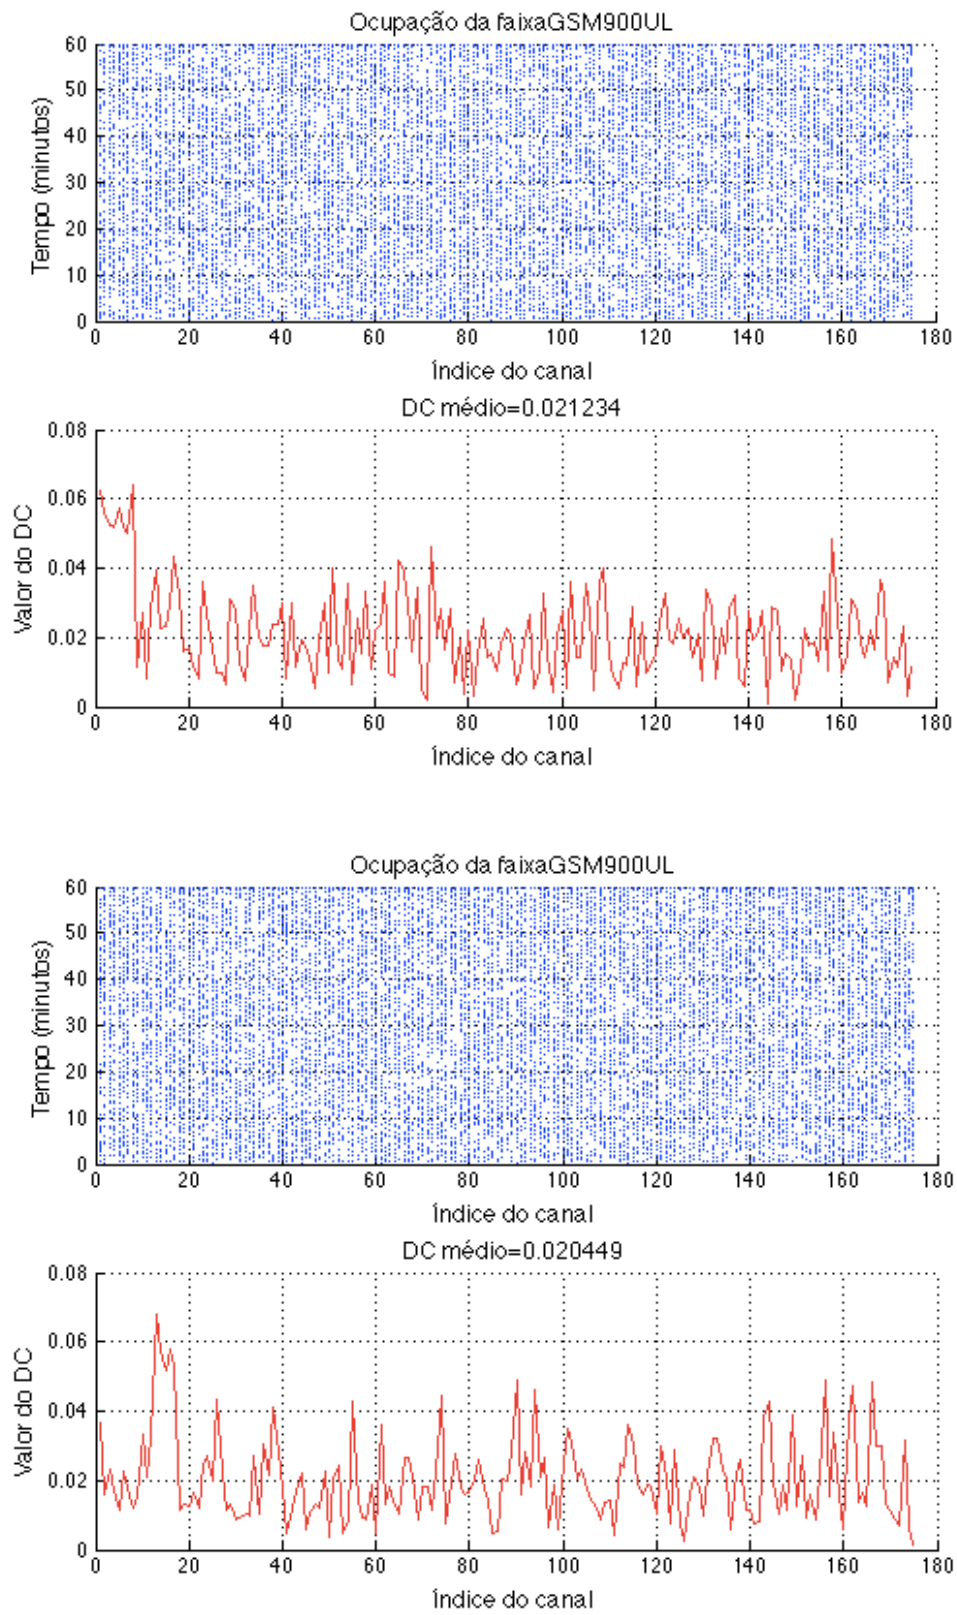 Ocupação da faixaGSM900UL
60
50
40
30
20
10
0
Tempo (minutos)
0 20 40 60 80 100 120 140 160 180
Índice do canal
DC médio=0.021234
0.08
0.06
0.04
0.02
0
Valor do DC
0 20 40 60 80 100 120 140 160 180
Índice do canal
Ocupação da faixaGSM900UL
60
50
40
30
20
10
0
Tempo (minutos)
0 20 40 60 80 100 120 140 160 180
Índice do canal
DC médio=0.020449
0.08
0.06
0.04
0.02
0
Valor do DC
0 20 40 60 80 100 120 140 160 180
Índice do canal